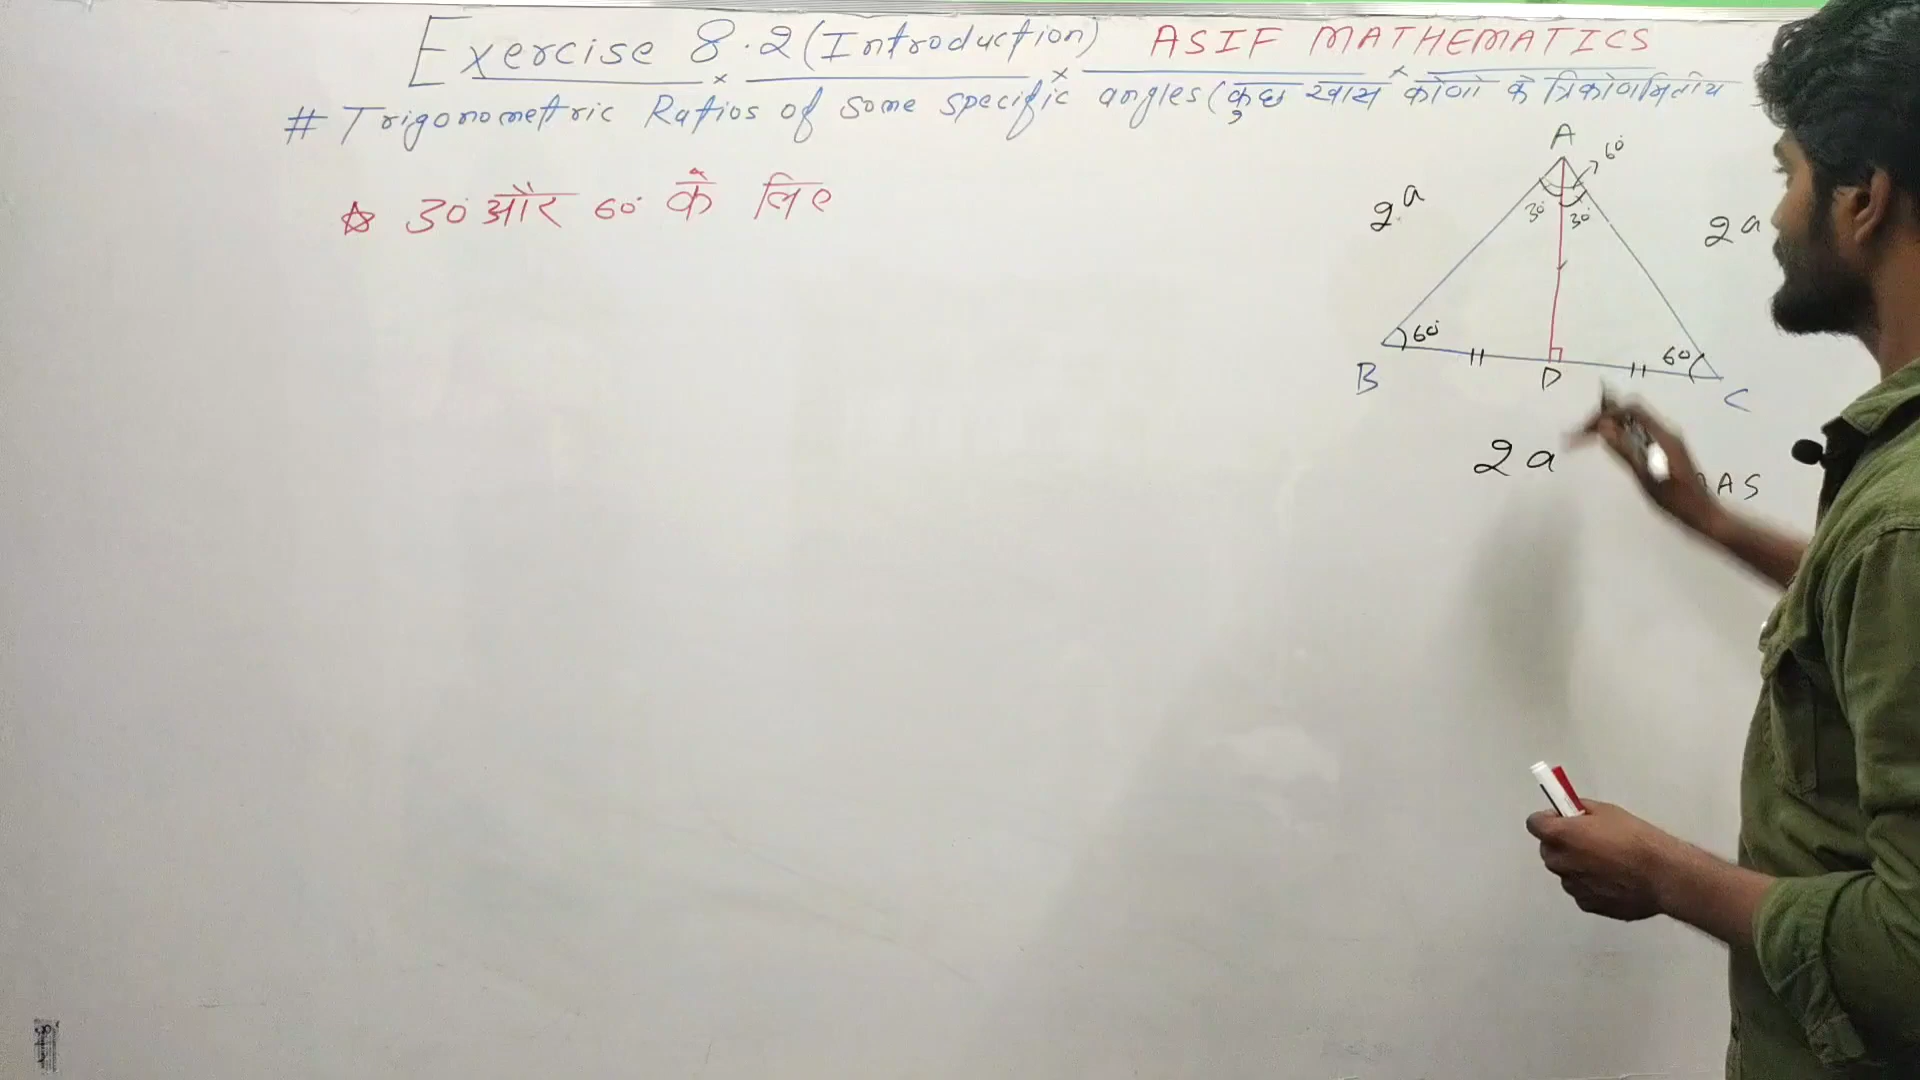 Exercise 8.2 (Introduction) ASIF MATHEMATICS
# Trigonometric Ratios of some specific angles (कुछ खास कोणो के त्रिकोणमितीय
☆ 30° और 60° के लिए
A
60°
2a
30° 30°
2a
60°
60°
B
D
C
2a
AS